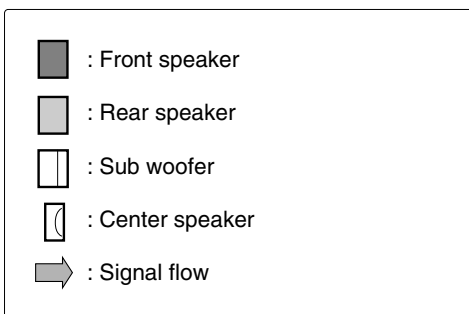 : Front speaker
: Rear speaker
: Sub woofer
: Center speaker
: Signal flow